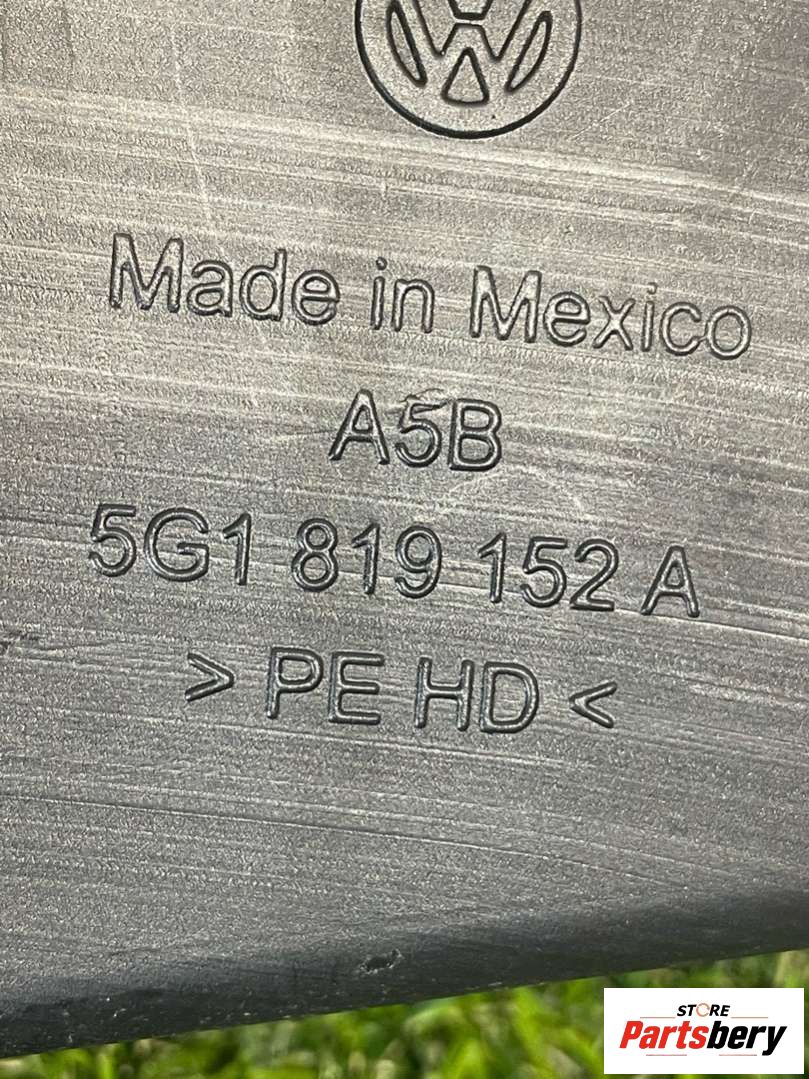 Made in Mexico
A5B
5G1 819 152 A
> PE HD <
STORE
Partsbery